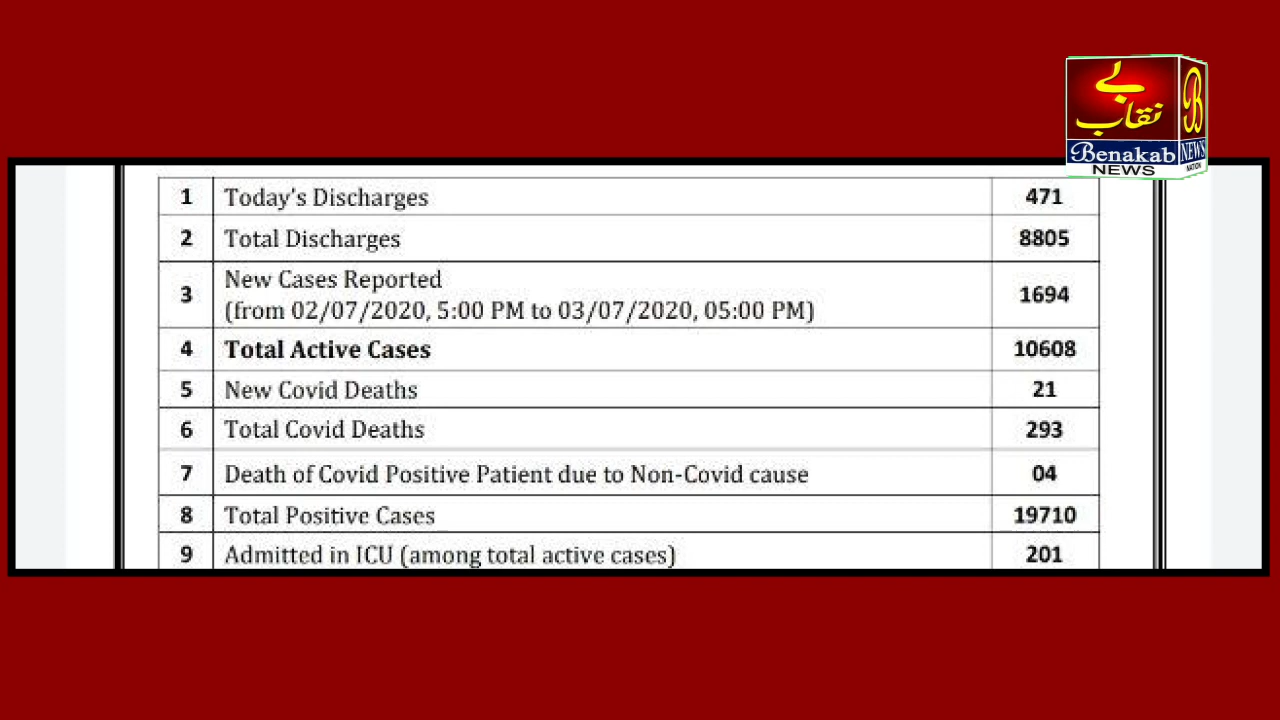 بے
نقاب
B
Benakab
NEWS
NEWS
NATION
1 Today's Discharges 471
2 Total Discharges 8805
3 New Cases Reported
(from 02/07/2020, 5:00 PM to 03/07/2020, 05:00 PM) 1694
4 Total Active Cases 10608
5 New Covid Deaths 21
6 Total Covid Deaths 293
7 Death of Covid Positive Patient due to Non-Covid cause 04
8 Total Positive Cases 19710
9 Admitted in ICU (among total active cases) 201